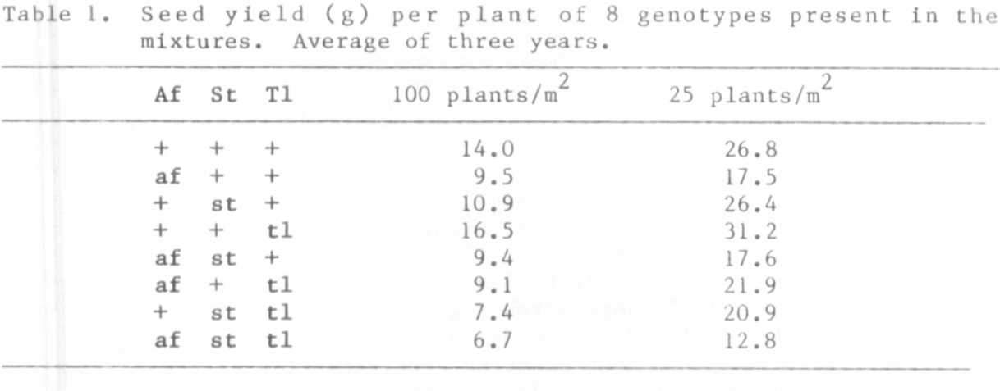 Table 1. Seed yield (g) per plant of 8 genotypes present in the
mixtures. Average of three years.
Af St Tl 100 plants/m2 25 plants/m2
+ + + 14.0 26.8
af + + 9.5 17.5
+ st + 10.9 26.4
+ + tl 16.5 31.2
af st + 9.4 17.6
af + tl 9.1 21.9
+ st tl 7.4 20.9
af st tl 6.7 12.8